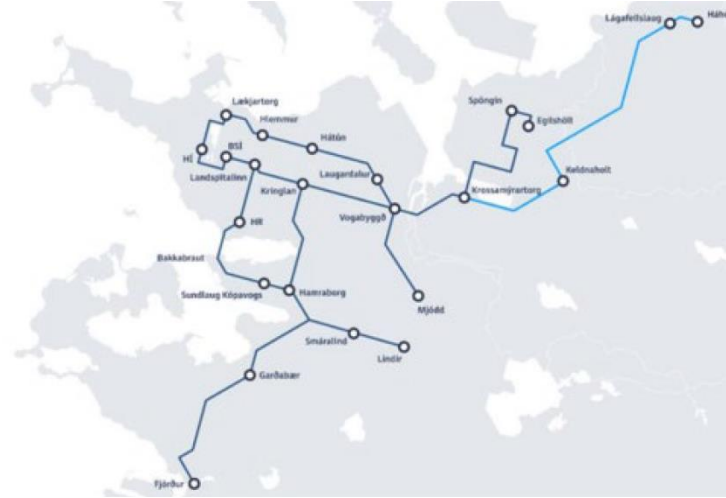 Lágafellslaug
Háho
Spöngin
Egilshöll
Lækjartorg
Hlemmur
Hátún
BSÍ
HÍ
Landspítalinn
Laugardalur
Kringlan
Keldnaholt
Krossamýrartorg
Vogabyggð
HR
Bakkabraut
Sundlaug Kópavogs
Hamraborg
Mjódd
Smáralind
Lindir
Garðabær
Fjörður